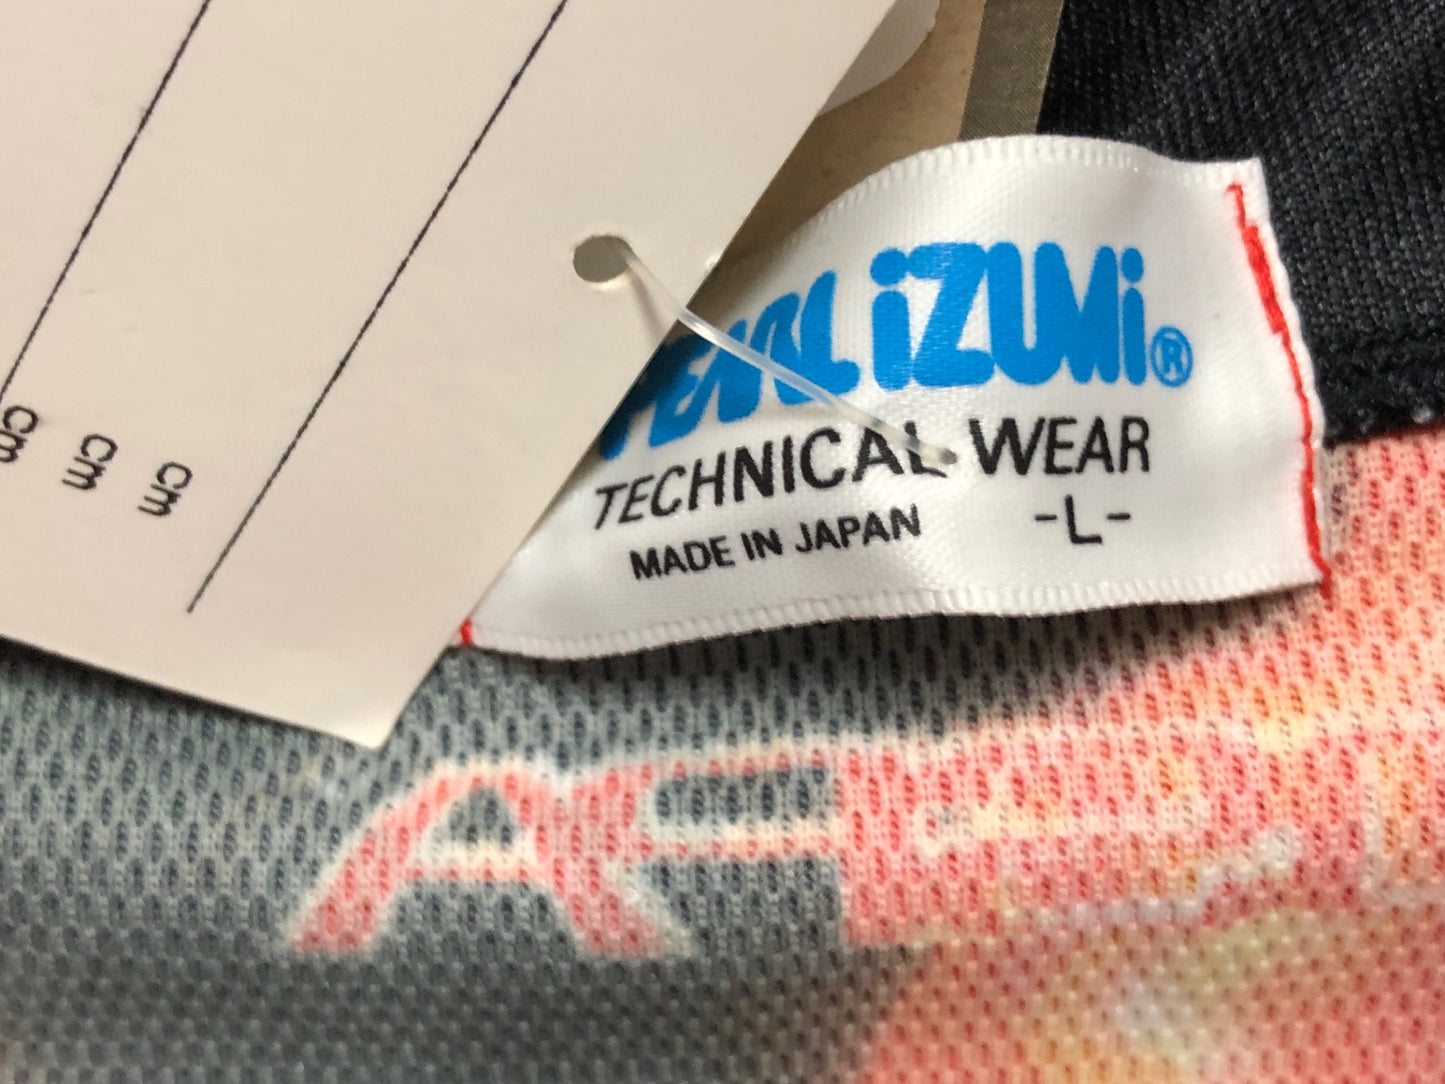 cm
cm
cm
PEARL iZUMi®
TECHNICAL WEAR
MADE IN JAPAN -L-